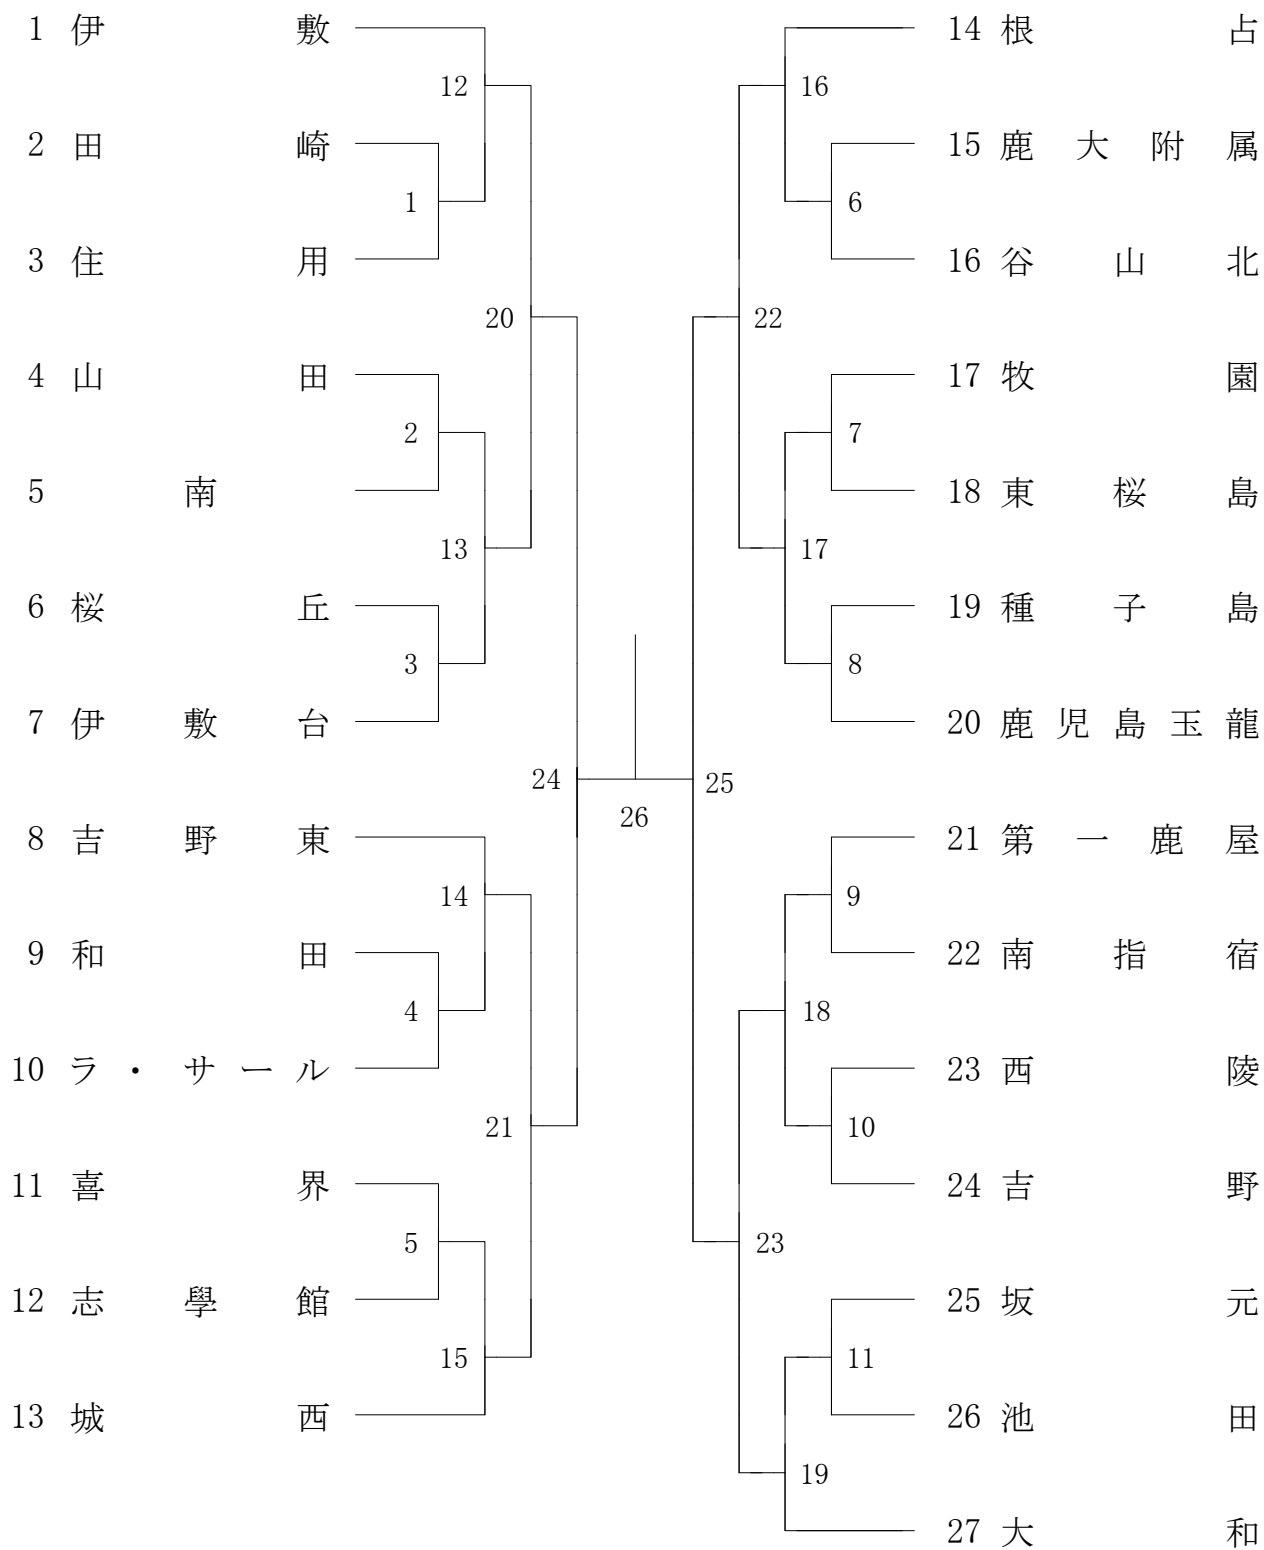 1 伊敷
12
2 田崎
1
3 住用
20
4 山田
2
5 南
13
6 桜丘
3
7 伊敷台
24
8 吉野東
14
9 和田
4
10 ラ・サール
21
11 喜界
5
12 志學館
15
13 城西
26
14 根占
16
15 鹿大附属
6
16 谷山北
22
17 牧園
7
18 東桜島
17
19 種子島
8
20 鹿児島玉龍
25
21 第一鹿屋
9
22 南指宿
18
23 西陵
10
24 吉野
23
25 坂元
11
26 池田
19
27 大和